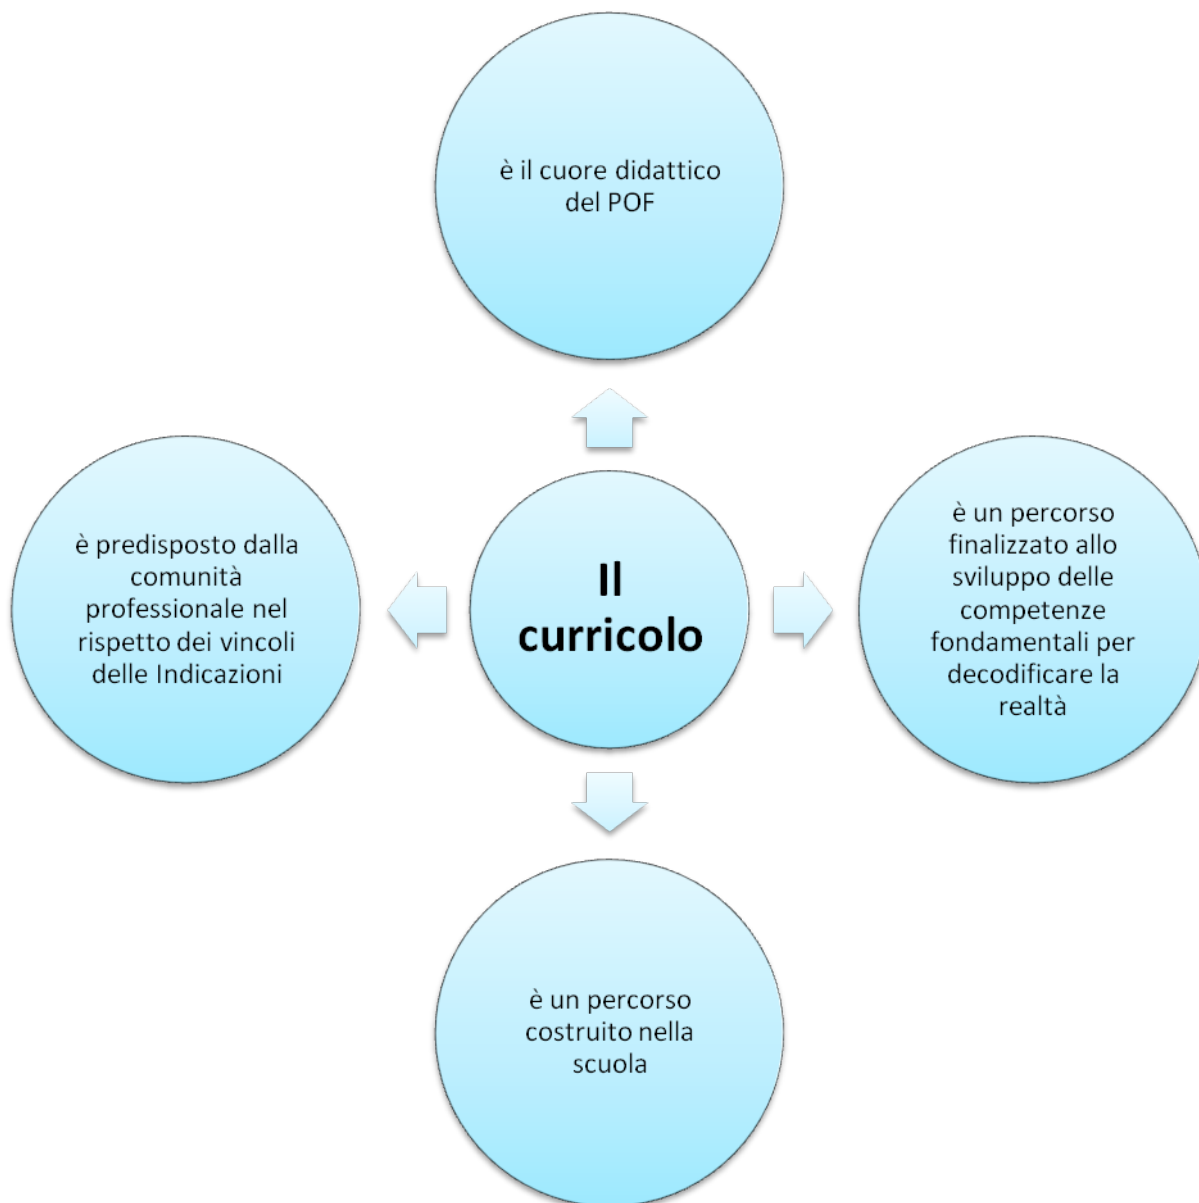 è il cuore didattico
del POF
è predisposto dalla
comunità
professionale nel
rispetto dei vincoli
delle Indicazioni
Il
curricolo
è un percorso
finalizzato allo
sviluppo delle
competenze
fondamentali per
decodificare la
realtà
è un percorso
costruito nella
scuola